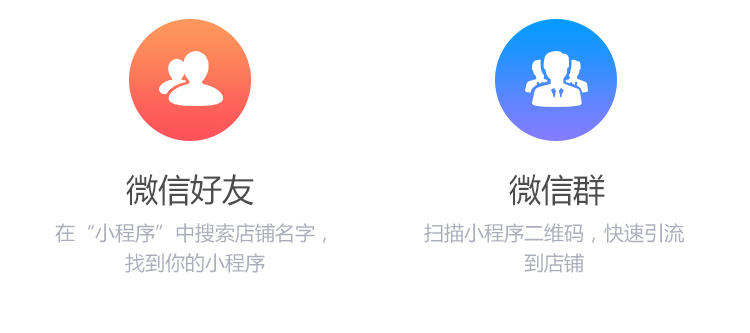 微信好友
在“小程序”中搜索店铺名字，
找到你的小程序
微信群
扫描小程序二维码，快速引流
到店铺